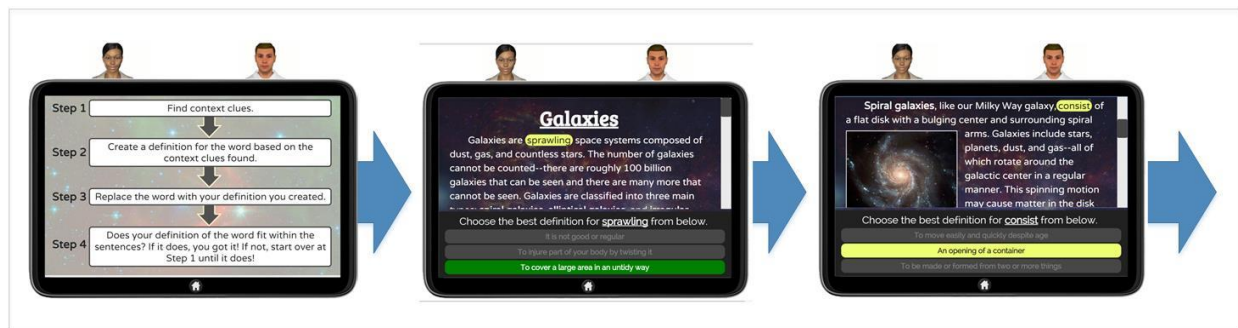 Step 1
Find context clues.
Step 2
Create a definition for the word based on the
context clues found.
Step 3
Replace the word with your definition you created.
Step 4
Does your definition of the word fit within the
sentences? If it does, you got it! If not, start over at
Step 1 until it does!
Galaxies
Galaxies are sprawling space systems composed of
dust, gas, and countless stars. The number of galaxies
cannot be counted--there are roughly 100 billion
galaxies that can be seen and there are many more that
cannot be seen. Galaxies are classified into three main
Choose the best definition for sprawling from below.
It is not good or regular
To injure part of your body by twisting it
To cover a large area in an untidy way
Spiral galaxies, like our Milky Way galaxy, consist of
a flat disk with a bulging center and surrounding spiral
arms. Galaxies include stars,
planets, dust, and gas--all of
which rotate around the
galactic center in a regular
manner. This spinning motion
may cause matter in the disk
Choose the best definition for consist from below.
To move easily and quickly despite age
An opening of a container
To be made or formed from two or more things